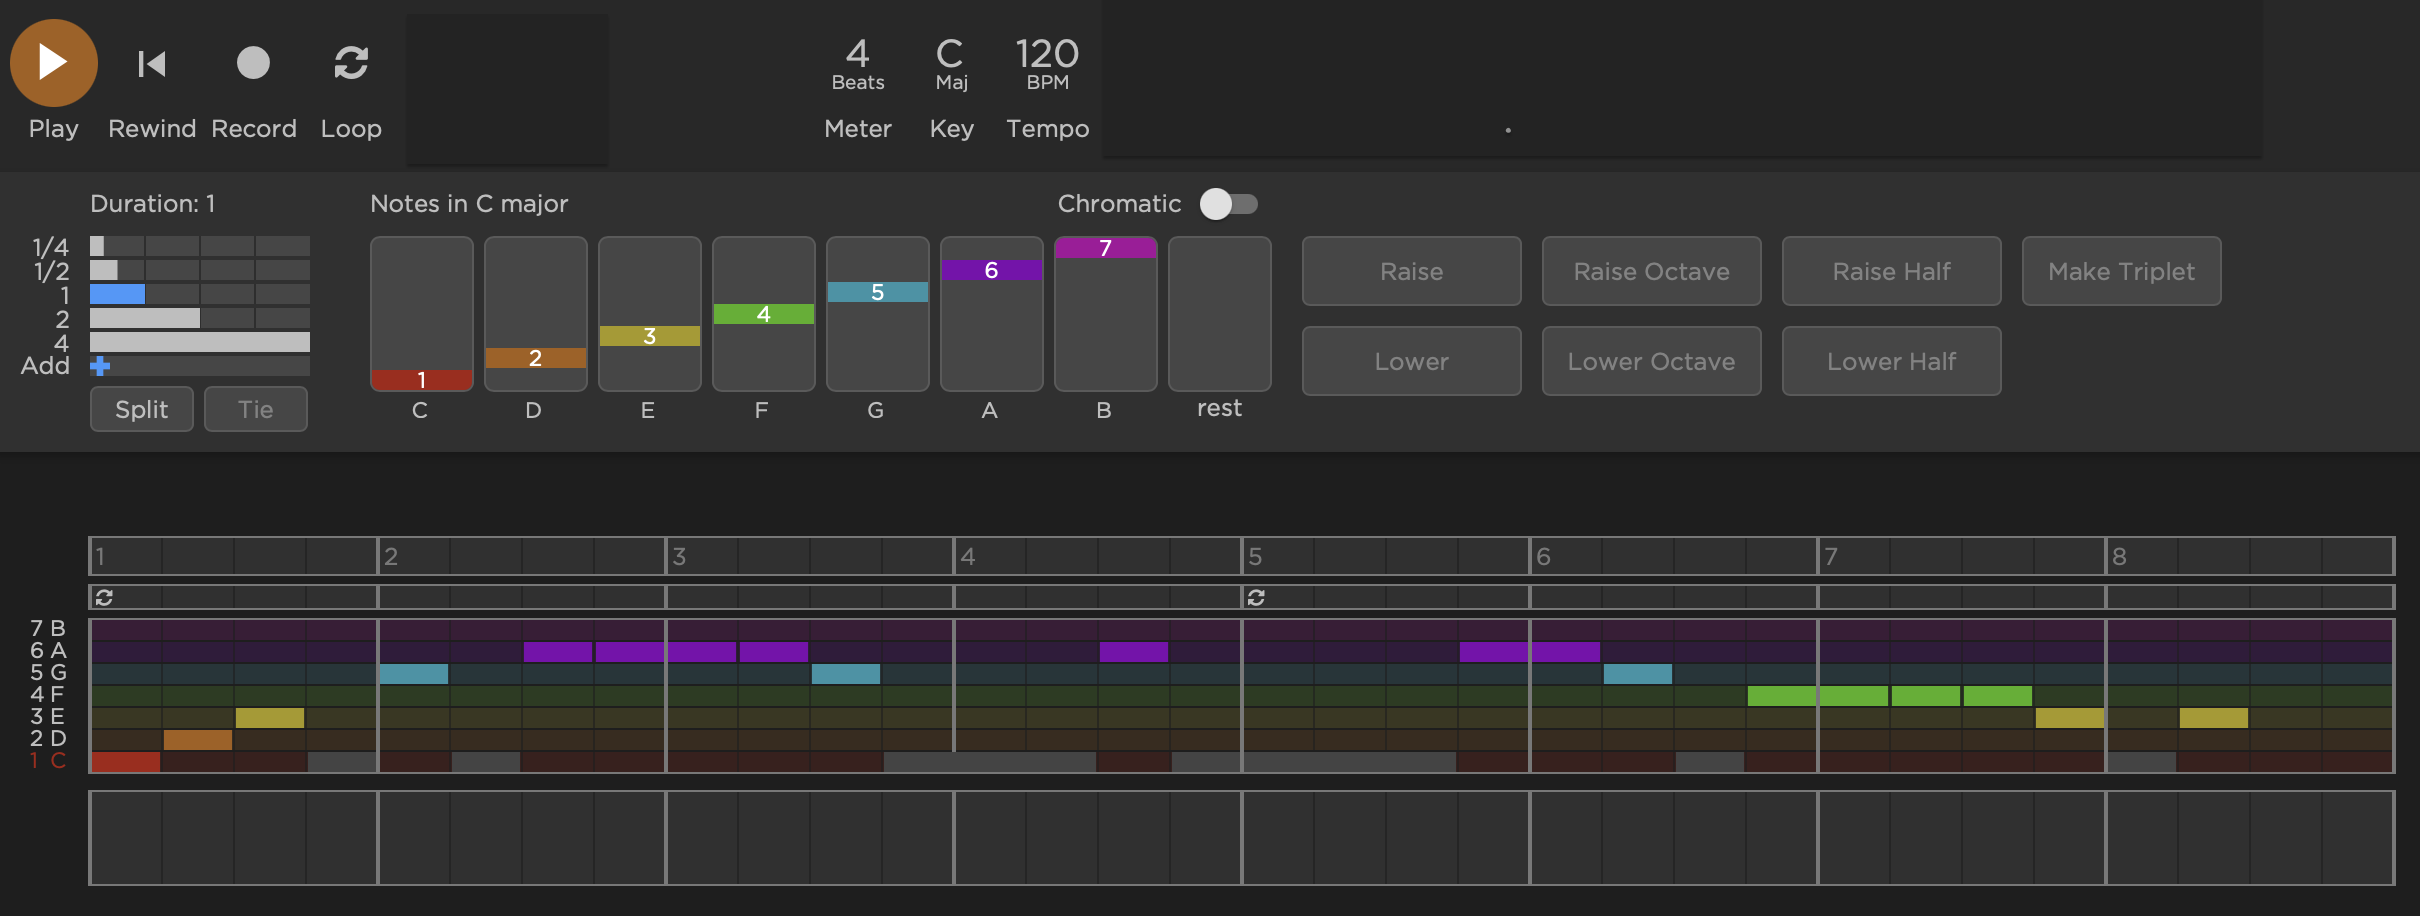 4 C 120
Beats Maj BPM
Play Rewind Record Loop Meter Key Tempo
Duration: 1 Notes in C major Chromatic
1/4
1/2
1
2
4
Add
Split Tie
1 2 3 4 5 6 7
C D E F G A B rest
Raise Raise Octave Raise Half Make Triplet
Lower Lower Octave Lower Half
1 2 3 4 5 6 7 8
7 B
6 A
5 G
4 F
3 E
2 D
1 C